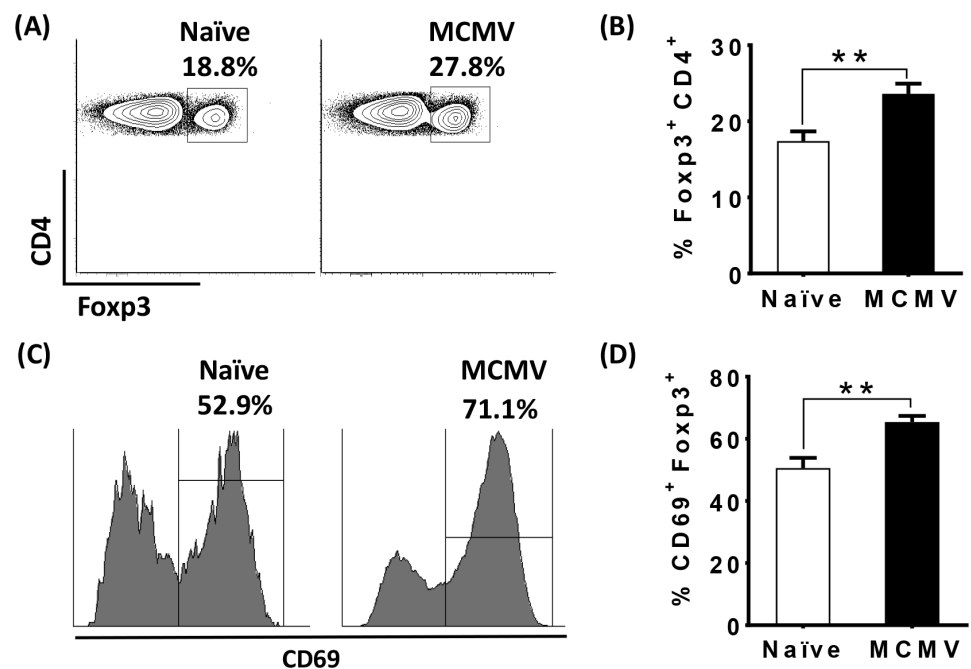 (A)
Naïve
18.8%
MCMV
27.8%
CD4
Foxp3
(B)
% Foxp3⁺ CD4⁺
30
20
10
0
Naïve MCMV
**
(C)
Naïve
52.9%
MCMV
71.1%
CD69
(D)
% CD69⁺ Foxp3⁺
80
60
40
20
0
Naïve MCMV
**